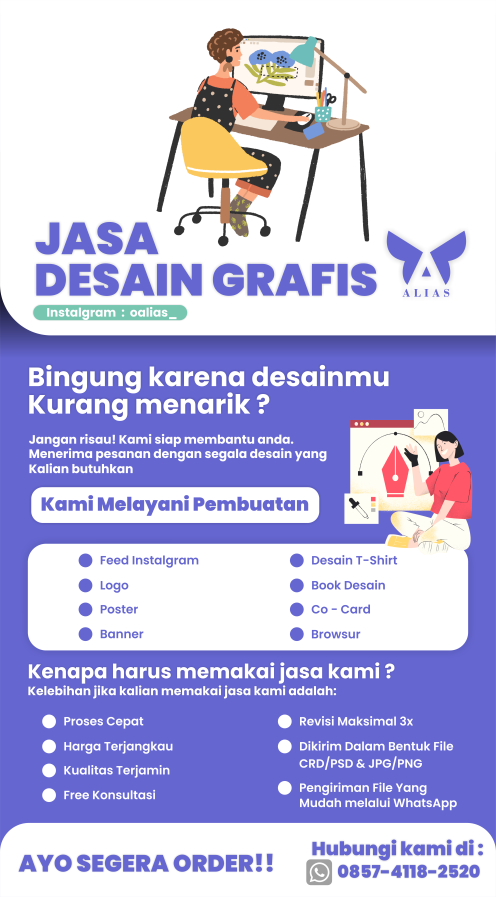 JASA
DESAIN GRAFIS
Instalgram : oalias_
ALIAS
Bingung karena desainmu
Kurang menarik ?
Jangan risau! Kami siap membantu anda.
Menerima pesanan dengan segala desain yang
Kalian butuhkan
Kami Melayani Pembuatan
Feed Instalgram
Logo
Poster
Banner
Desain T-Shirt
Book Desain
Co - Card
Browsur
Kenapa harus memakai jasa kami ?
Kelebihan jika kalian memakai jasa kami adalah:
Proses Cepat
Harga Terjangkau
Kualitas Terjamin
Free Konsultasi
Revisi Maksimal 3x
Dikirim Dalam Bentuk File
CRD/PSD & JPG/PNG
Pengiriman File Yang
Mudah melalui WhatsApp
AYO SEGERA ORDER!!
Hubungi kami di :
0857-4118-2520